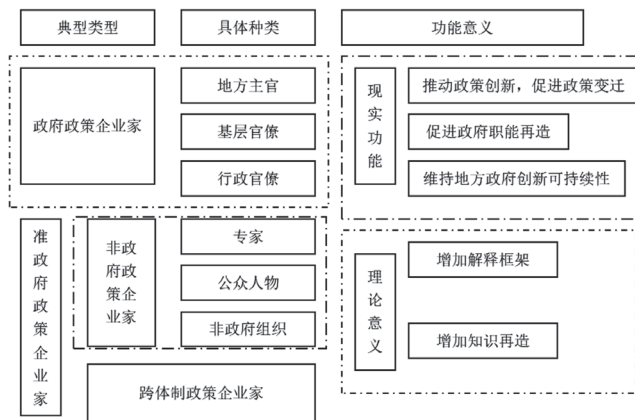 典型类型
具体种类
功能意义
政府政策企业家
地方主官
基层官僚
行政官僚
现实功能
推动政策创新，促进政策变迁
促进政府职能再造
维持地方政府创新可持续性
准政府政策企业家
非政府政策企业家
专家
公众人物
非政府组织
跨体制政策企业家
理论意义
增加解释框架
增加知识再造